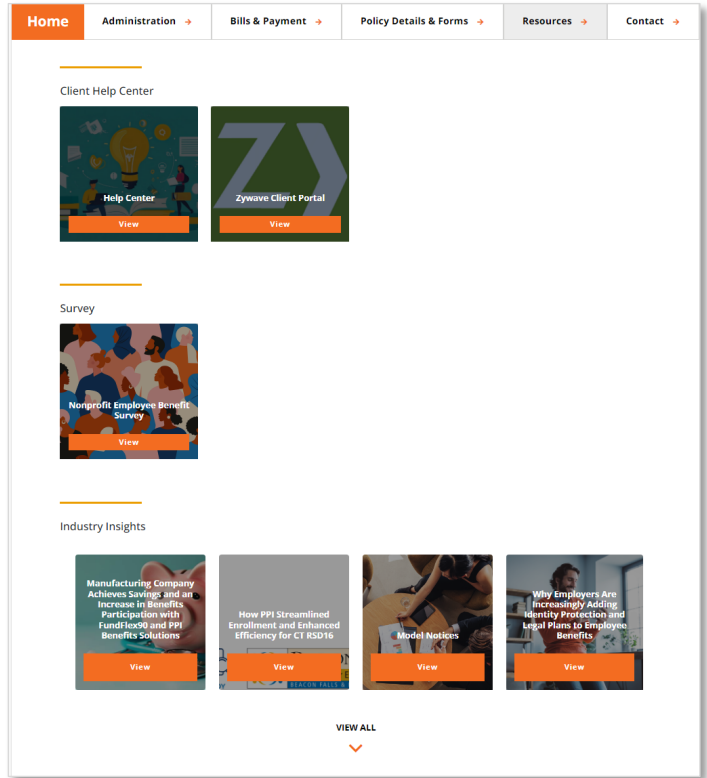 Home Administration → Bills & Payment → Policy Details & Forms → Resources → Contact →
Client Help Center
Help Center
View
Zywave Client Portal
View
Survey
Nonprofit Employee Benefit
Survey
View
Industry Insights
Manufacturing Company
Achieves Savings and an
Increase in Benefits
Participation with
FundFlex90 and PPI
Benefits Solutions
View
How PPI Streamlined
Enrollment and Enhanced
Efficiency for CT RSD16
View
BEACON FALLS &
Model Notices
View
Why Employers Are
Increasingly Adding
Identity Protection and
Legal Plans to Employee
Benefits
View
VIEW ALL